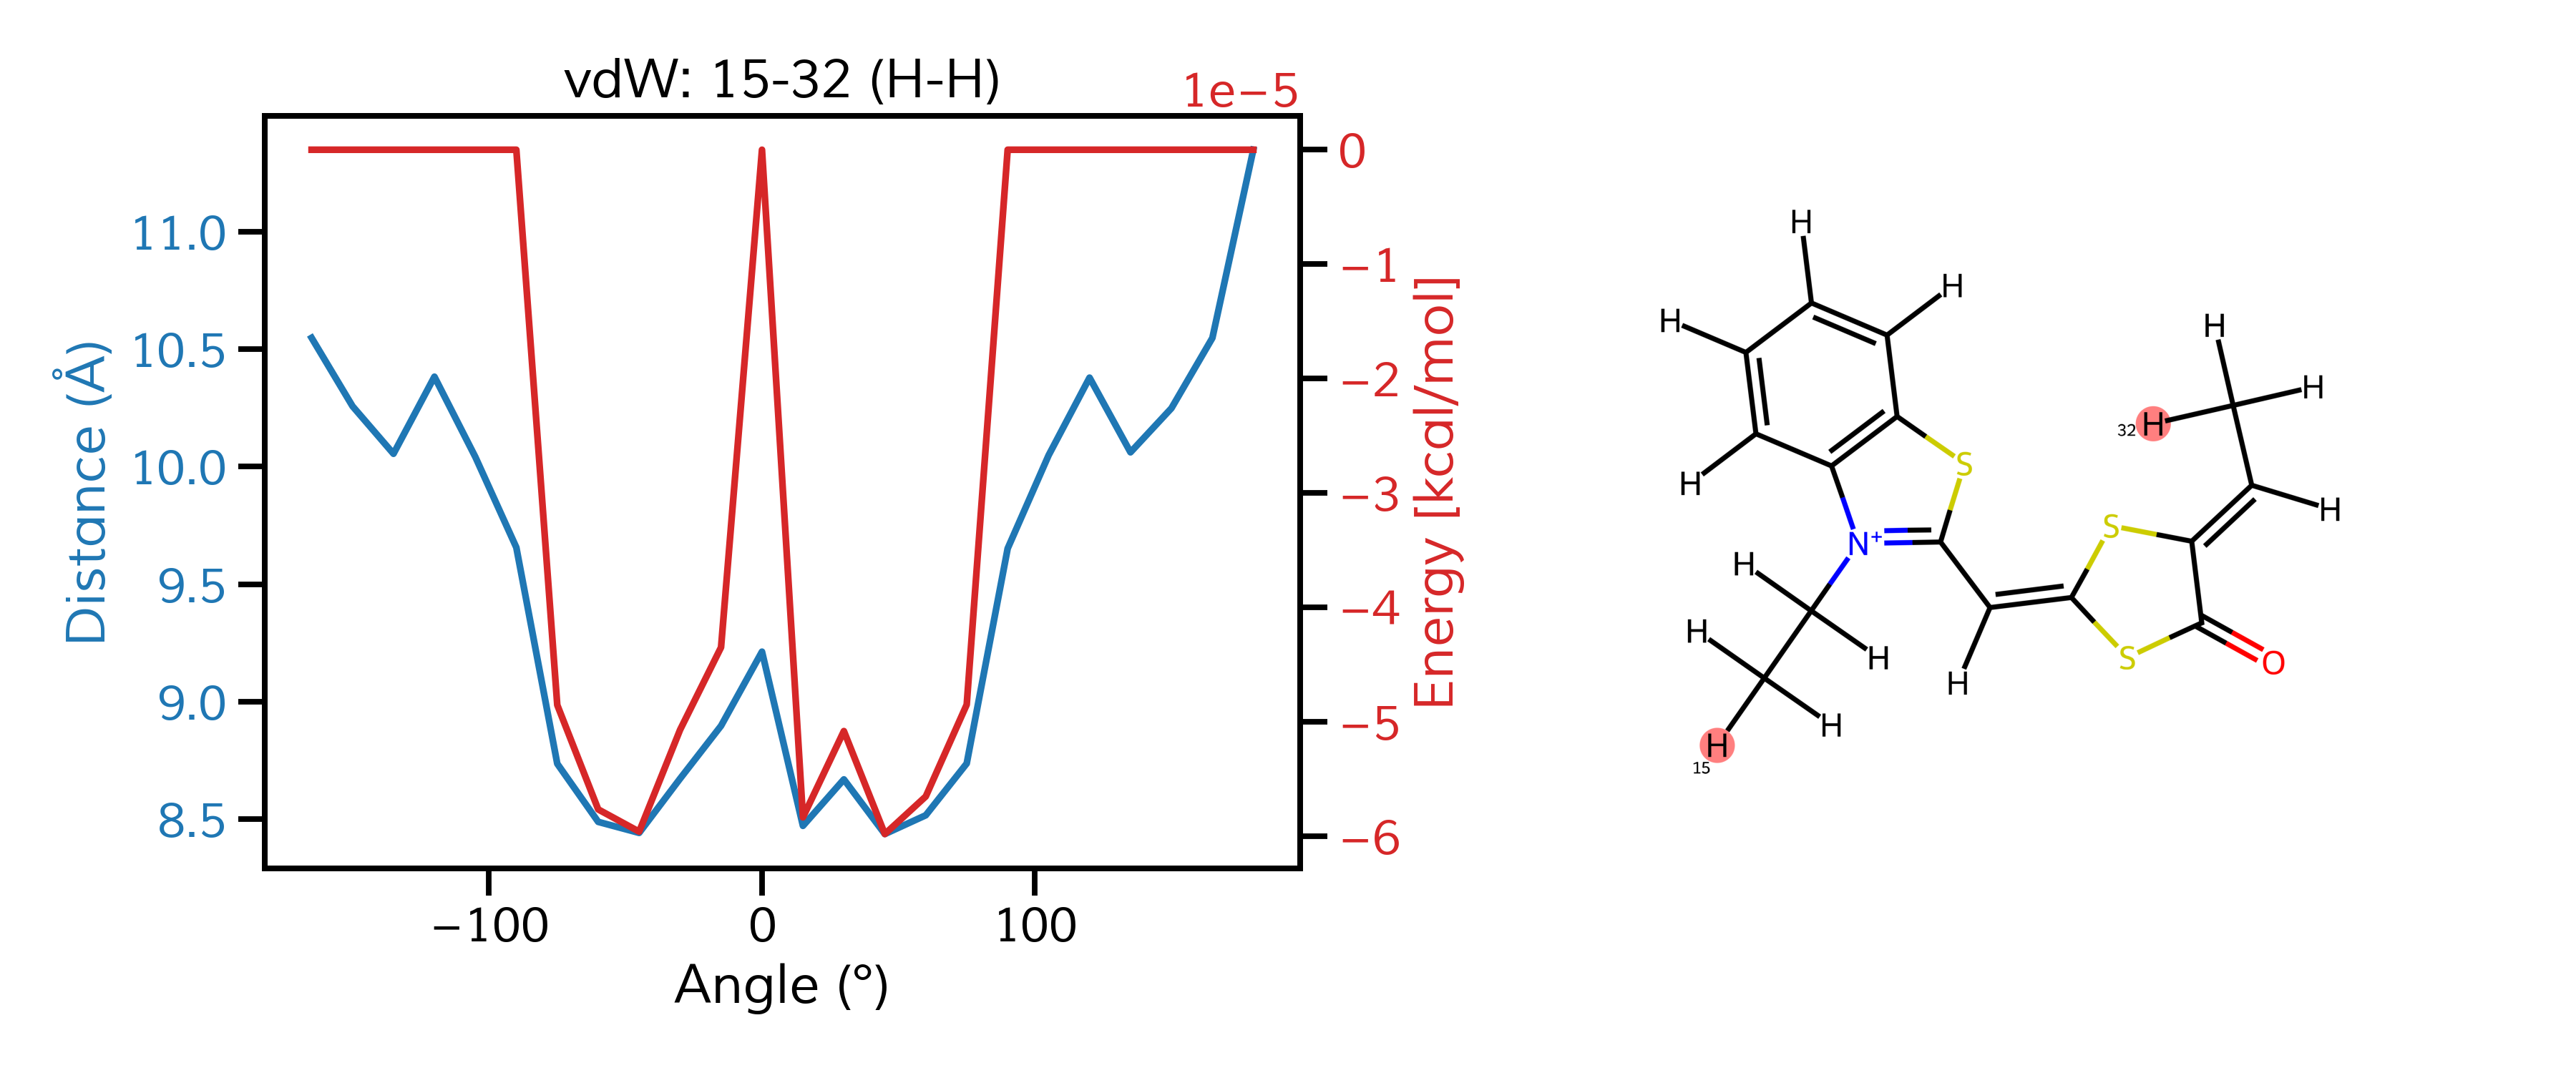 vdW: 15-32 (H-H)
1e−5
Distance (Å)
11.0
10.5
10.0
9.5
9.0
8.5
0
−1
−2
−3
−4
−5
−6
Energy [kcal/mol]
−100
0
100
Angle (°)
H
H
H
H
S
N+
H
H
H
H
H
15
H
S
S
O
H
H
H
32
H